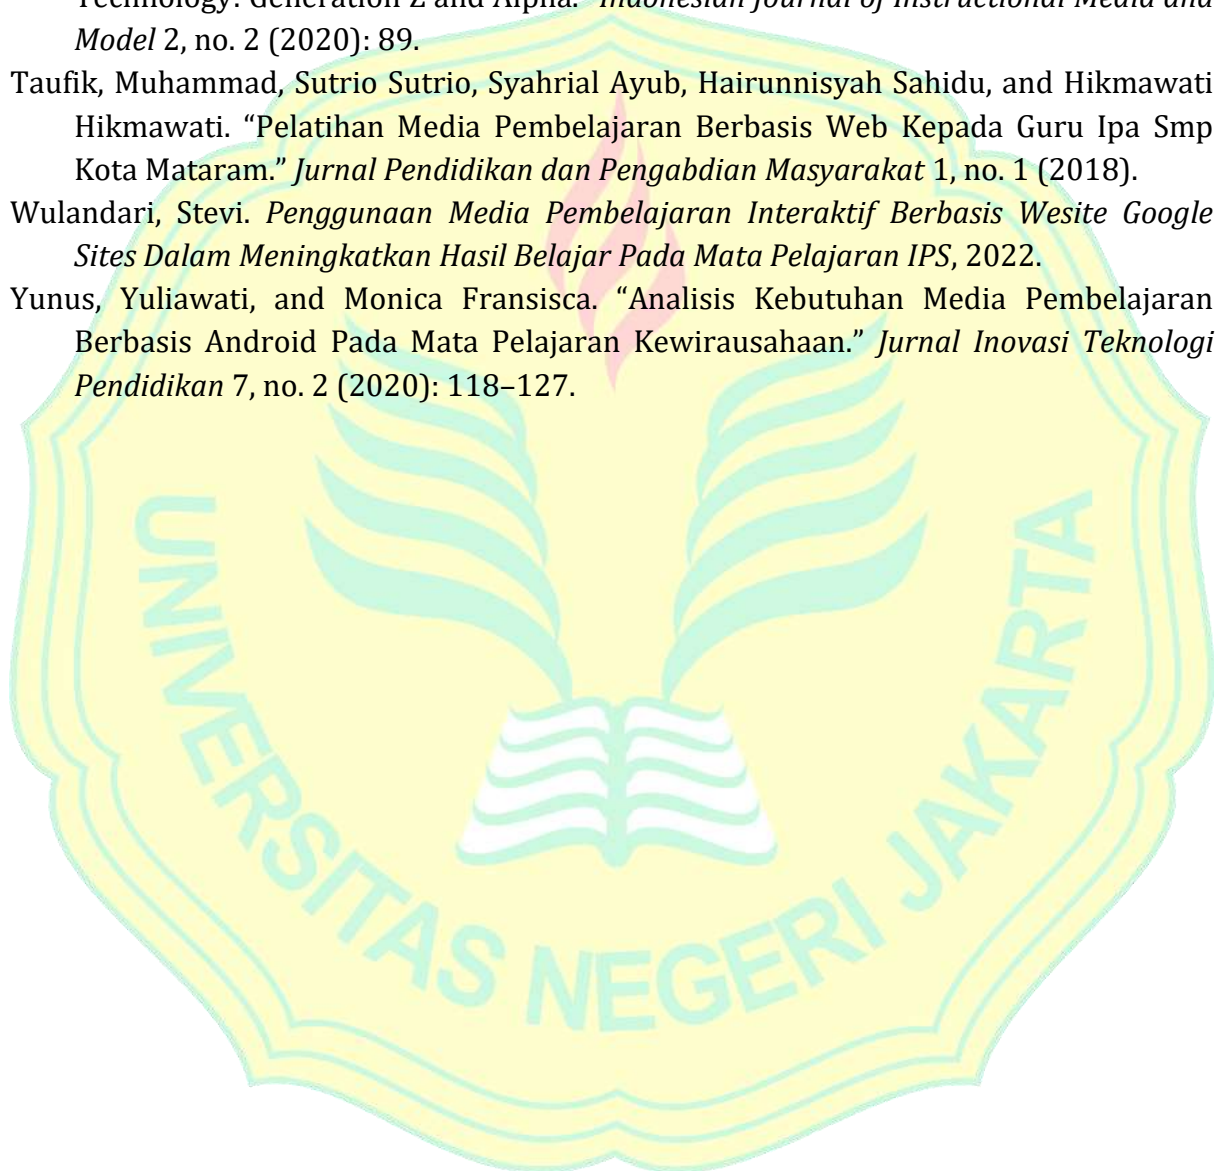 Technology: Generation Z and Alpha.” Indonesian Journal of Instructional Media and
Model 2, no. 2 (2020): 89.
Taufik, Muhammad, Sutrio Sutrio, Syahrial Ayub, Hairunnisyah Sahidu, and Hikmawati
Hikmawati. “Pelatihan Media Pembelajaran Berbasis Web Kepada Guru Ipa Smp
Kota Mataram.” Jurnal Pendidikan dan Pengabdian Masyarakat 1, no. 1 (2018).
Wulandari, Stevi. Penggunaan Media Pembelajaran Interaktif Berbasis Wesite Google
Sites Dalam Meningkatkan Hasil Belajar Pada Mata Pelajaran IPS, 2022.
Yunus, Yuliawati, and Monica Fransisca. “Analisis Kebutuhan Media Pembelajaran
Berbasis Android Pada Mata Pelajaran Kewirausahaan.” Jurnal Inovasi Teknologi
Pendidikan 7, no. 2 (2020): 118–127.
UNIVERSITAS NEGERI JAKARTA